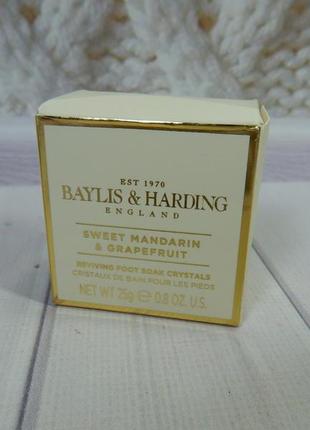 EST 1970
BAYLIS & HARDING
ENGLAND
SWEET MANDARIN
& GRAPEFRUIT
REVIVING FOOT SOAK CRYSTALS
CRISTAUX DE BAIN POUR LES PIEDS
NET WT 25g ℮ 0.8 OZ. U.S.